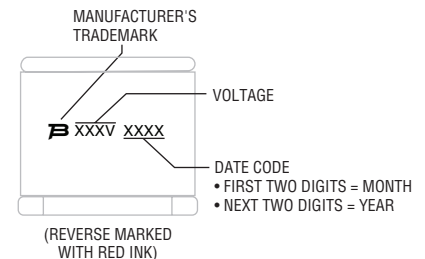 MANUFACTURER'S
TRADEMARK
VOLTAGE
XXXV XXXX
DATE CODE
• FIRST TWO DIGITS = MONTH
• NEXT TWO DIGITS = YEAR
(REVERSE MARKED
WITH RED INK)